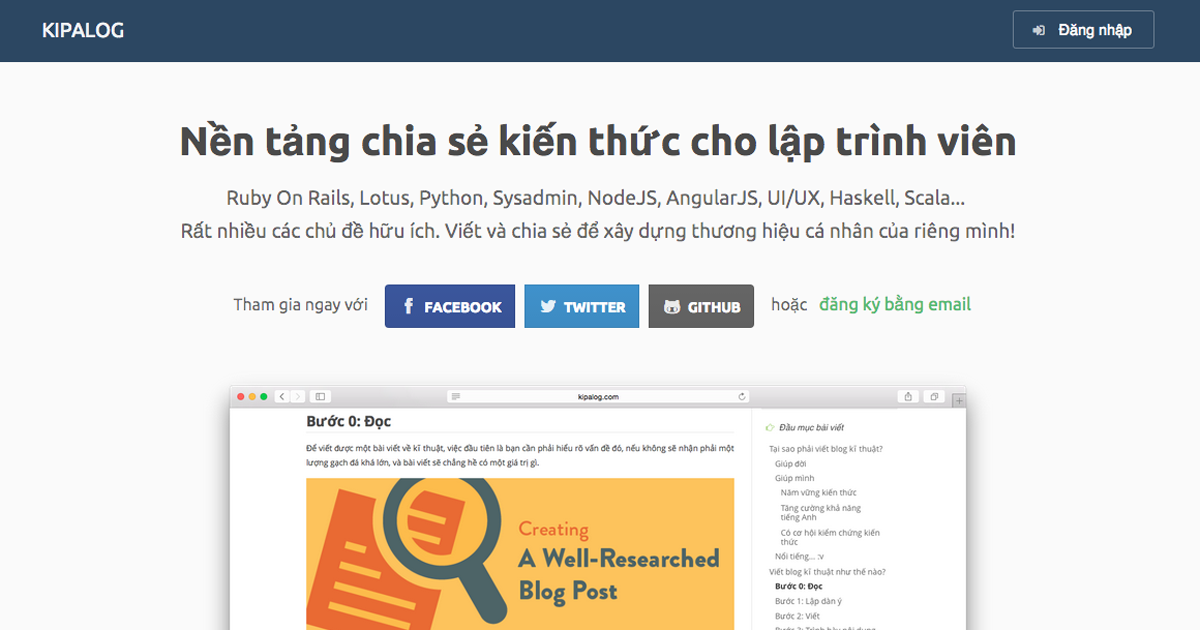 KIPALOG
Đăng nhập
Nền tảng chia sẻ kiến thức cho lập trình viên
Ruby On Rails, Lotus, Python, Sysadmin, NodeJS, AngularJS, UI/UX, Haskell, Scala...
Rất nhiều các chủ đề hữu ích. Viết và chia sẻ để xây dựng thương hiệu cá nhân của riêng mình!
Tham gia ngay với FACEBOOK TWITTER GITHUB hoặc đăng ký bằng email
kipalog.com
Bước 0: Đọc
Để viết được một bài viết về kĩ thuật, việc đầu tiên là bạn cần phải hiểu rõ vấn đề đó, nếu không sẽ nhận phải một
lượng gạch đá khá lớn, và bài viết sẽ chẳng hề có một giá trị gì.
Creating
A Well-Researched
Blog Post
Đầu mục bài viết
Tại sao phải viết blog kĩ thuật?
Giúp đời
Giúp mình
Nắm vững kiến thức
Tăng cường khả năng
tiếng Anh
Có cơ hội kiểm chứng kiến
thức
Nổi tiếng... :v
Viết blog kĩ thuật như thế nào?
Bước 0: Đọc
Bước 1: Lập dàn ý
Bước 2: Viết
Bước 3: Trình bày nội dung